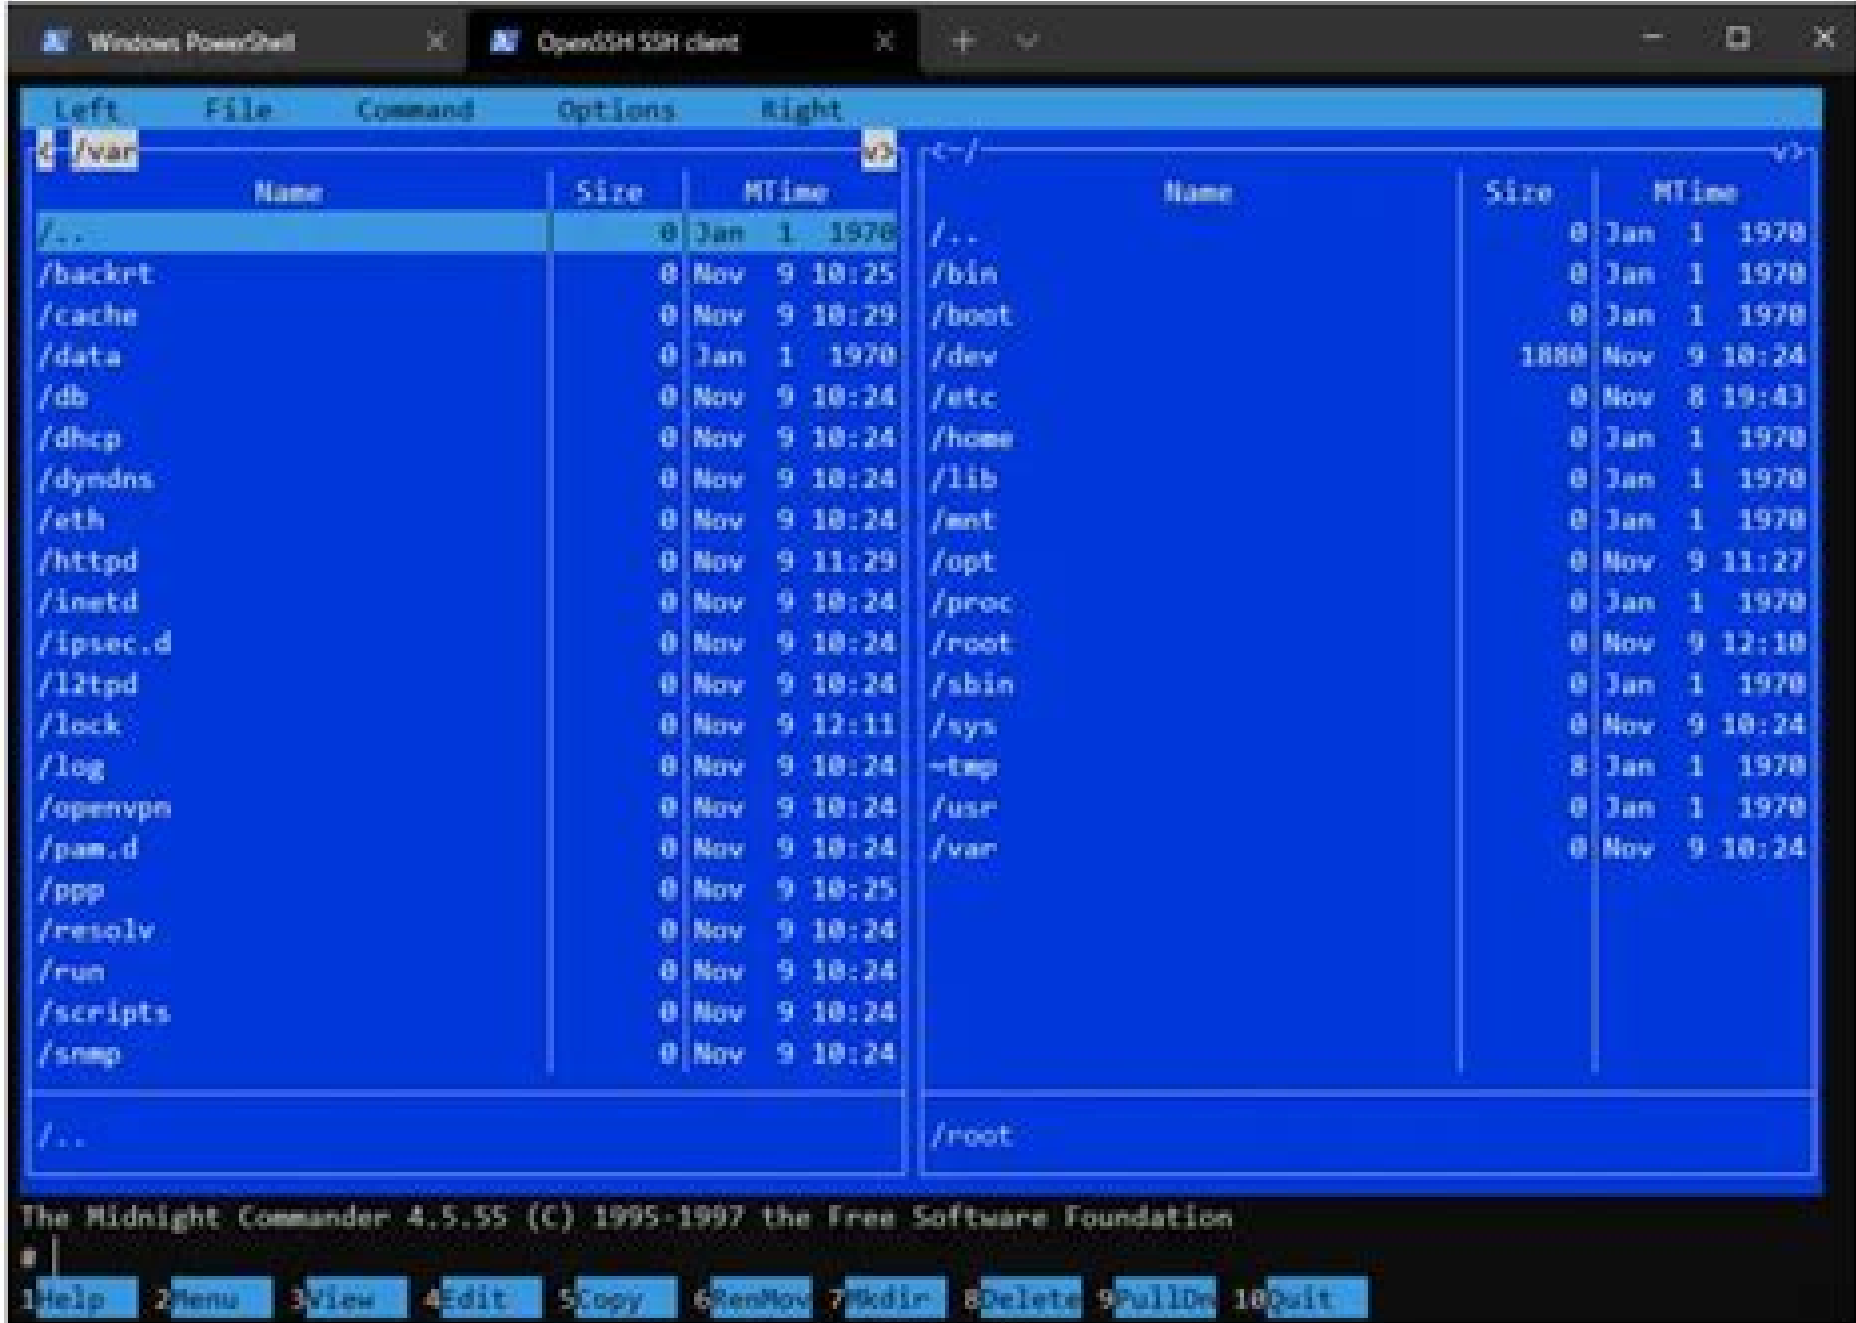 Windows PowerShell OpenSSH SSH client
Left File Command Options Right
< /var v> <-/ v>
Name Size MTime Name Size MTime
/.. 0 Jan 1 1970 /.. 0 Jan 1 1970
/backrt 0 Nov 9 10:25 /bin 0 Jan 1 1970
/cache 0 Nov 9 10:29 /boot 0 Jan 1 1970
/data 0 Jan 1 1970 /dev 1880 Nov 9 10:24
/db 0 Nov 9 10:24 /etc 0 Nov 8 19:43
/dhcp 0 Nov 9 10:24 /home 0 Jan 1 1970
/dyndns 0 Nov 9 10:24 /lib 0 Jan 1 1970
/eth 0 Nov 9 10:24 /mnt 0 Jan 1 1970
/httpd 0 Nov 9 11:29 /opt 0 Nov 9 11:27
/inetd 0 Nov 9 10:24 /proc 0 Jan 1 1970
/ipsec.d 0 Nov 9 10:24 /root 0 Nov 9 12:10
/l2tpd 0 Nov 9 10:24 /sbin 0 Jan 1 1970
/lock 0 Nov 9 12:11 /sys 0 Nov 9 10:24
/log 0 Nov 9 10:24 ~tmp 8 Jan 1 1970
/openvpn 0 Nov 9 10:24 /usr 0 Jan 1 1970
/pam.d 0 Nov 9 10:24 /var 0 Nov 9 10:24
/ppp 0 Nov 9 10:25
/resolv 0 Nov 9 10:24
/run 0 Nov 9 10:24
/scripts 0 Nov 9 10:24
/snmp 0 Nov 9 10:24
/.. /root
The Midnight Commander 4.5.55 (C) 1995-1997 the Free Software Foundation
#
1Help 2Menu 3View 4Edit 5Copy 6RenMov 7Mkdir 8Delete 9PullDn 10Quit